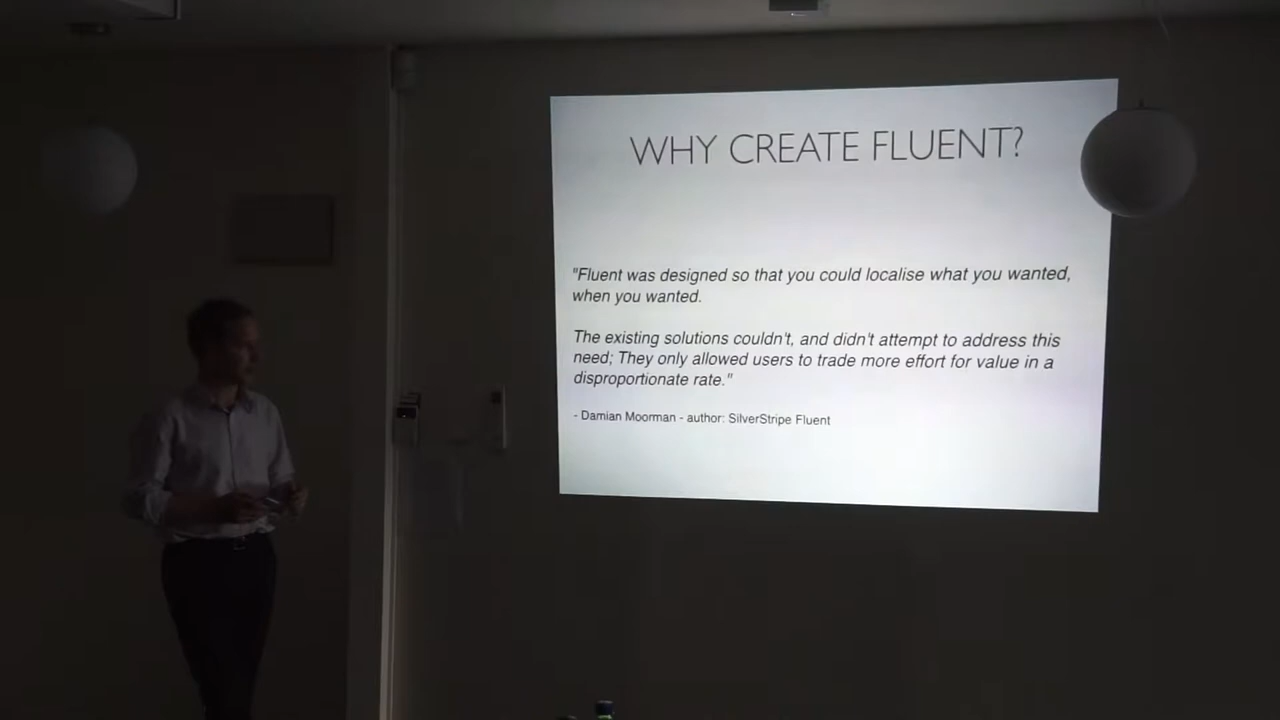 WHY CREATE FLUENT?
"Fluent was designed so that you could localise what you wanted,
when you wanted.
The existing solutions couldn't, and didn't attempt to address this
need; They only allowed users to trade more effort for value in a
disproportionate rate."
- Damian Moorman - author: SilverStripe Fluent